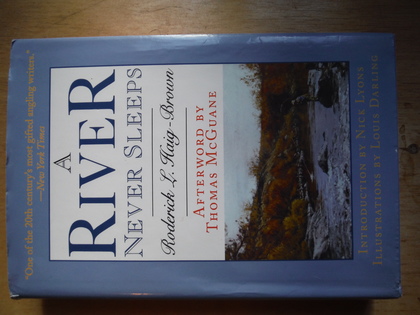 "One of the 20th century's most gifted angling writers."
—New York Times
A
RIVER
NEVER SLEEPS
Roderick L. Haig-Brown
AFTERWORD BY
THOMAS MCGUANE
INTRODUCTION BY NICK LYONS
ILLUSTRATIONS BY LOUIS DARLING